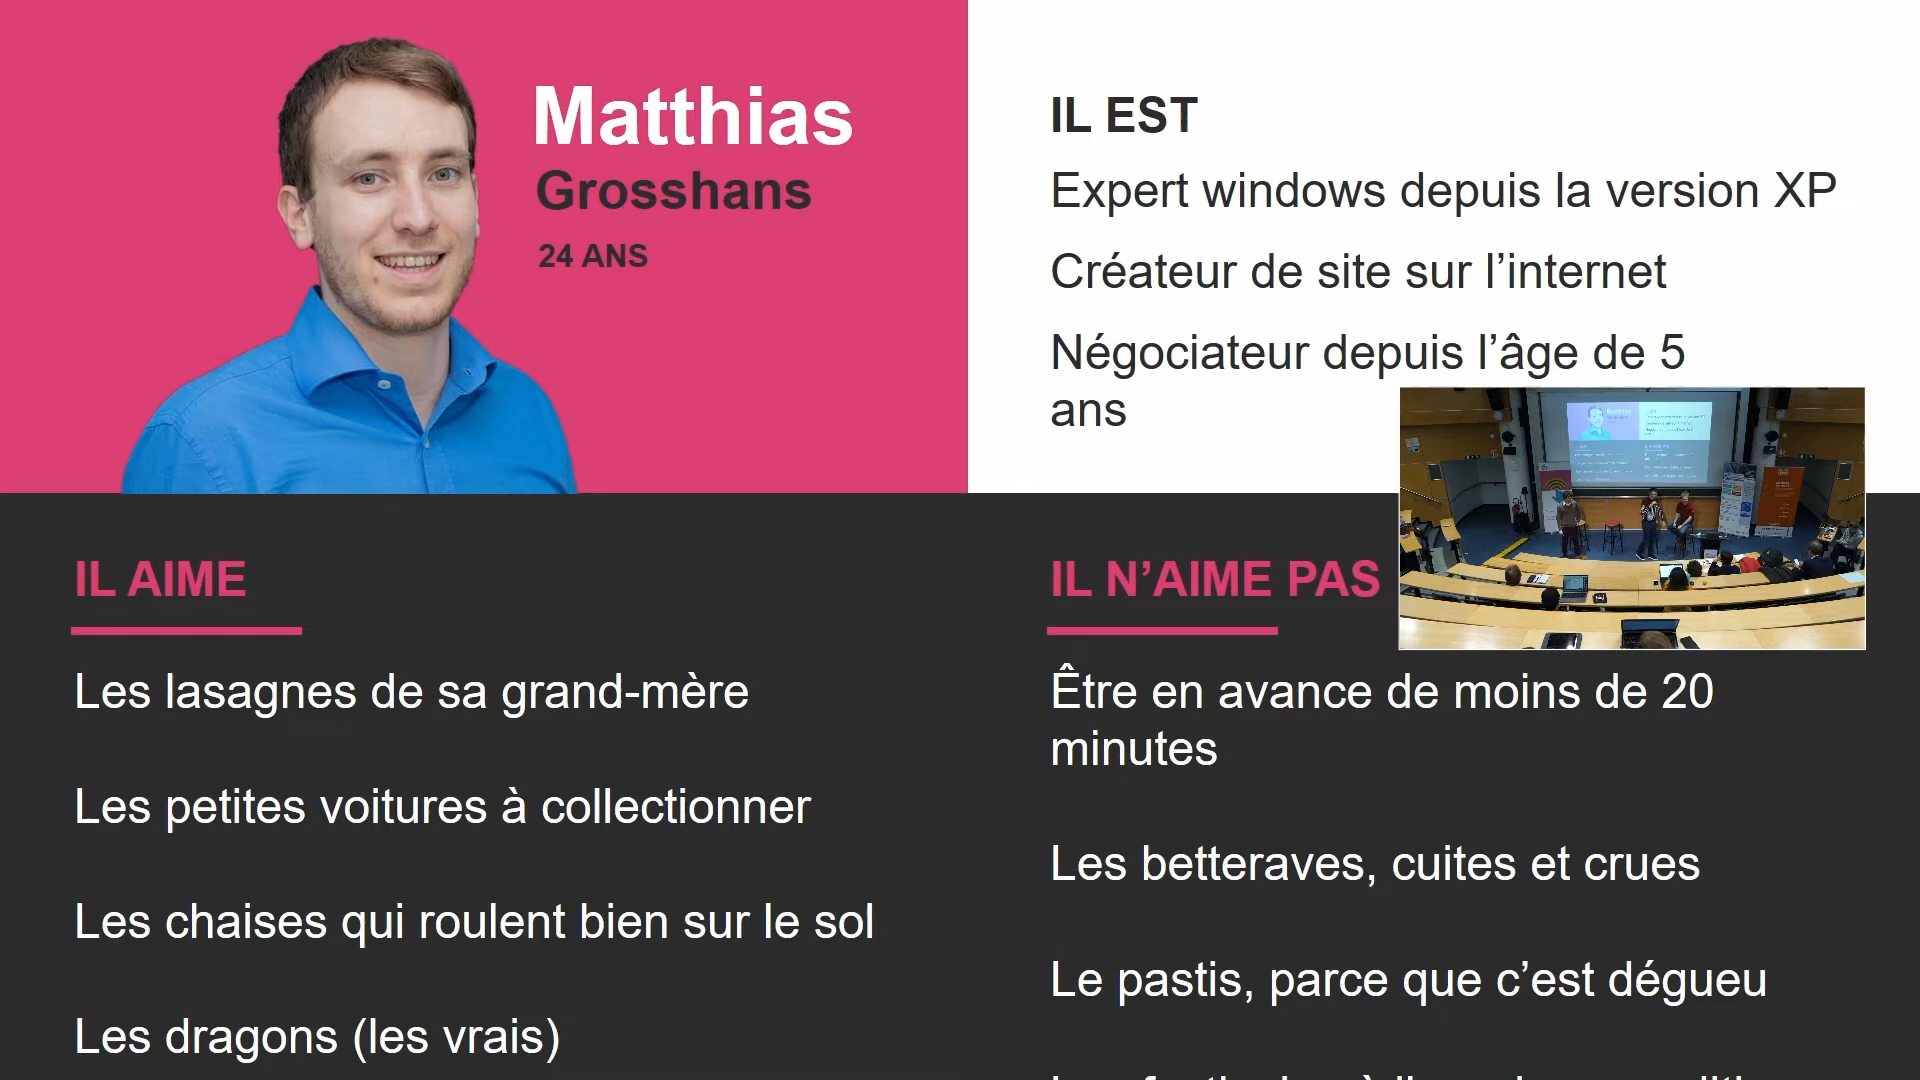 Matthias
Grosshans
24 ANS
IL EST
Expert windows depuis la version XP
Créateur de site sur l’internet
Négociateur depuis l’âge de 5
ans
IL AIME
Les lasagnes de sa grand-mère
Les petites voitures à collectionner
Les chaises qui roulent bien sur le sol
Les dragons (les vrais)
IL N’AIME PAS
Être en avance de moins de 20
minutes
Les betteraves, cuites et crues
Le pastis, parce que c’est dégueu